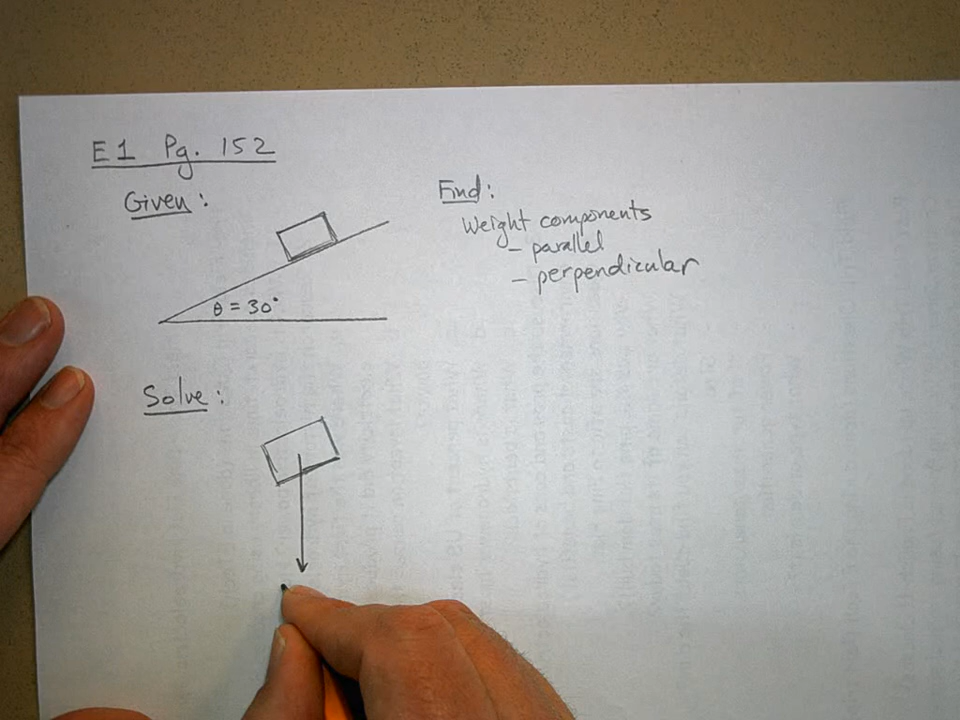 E1 Pg. 152
Given:
Find:
Weight components
- parallel
- perpendicular
θ = 30°
Solve: